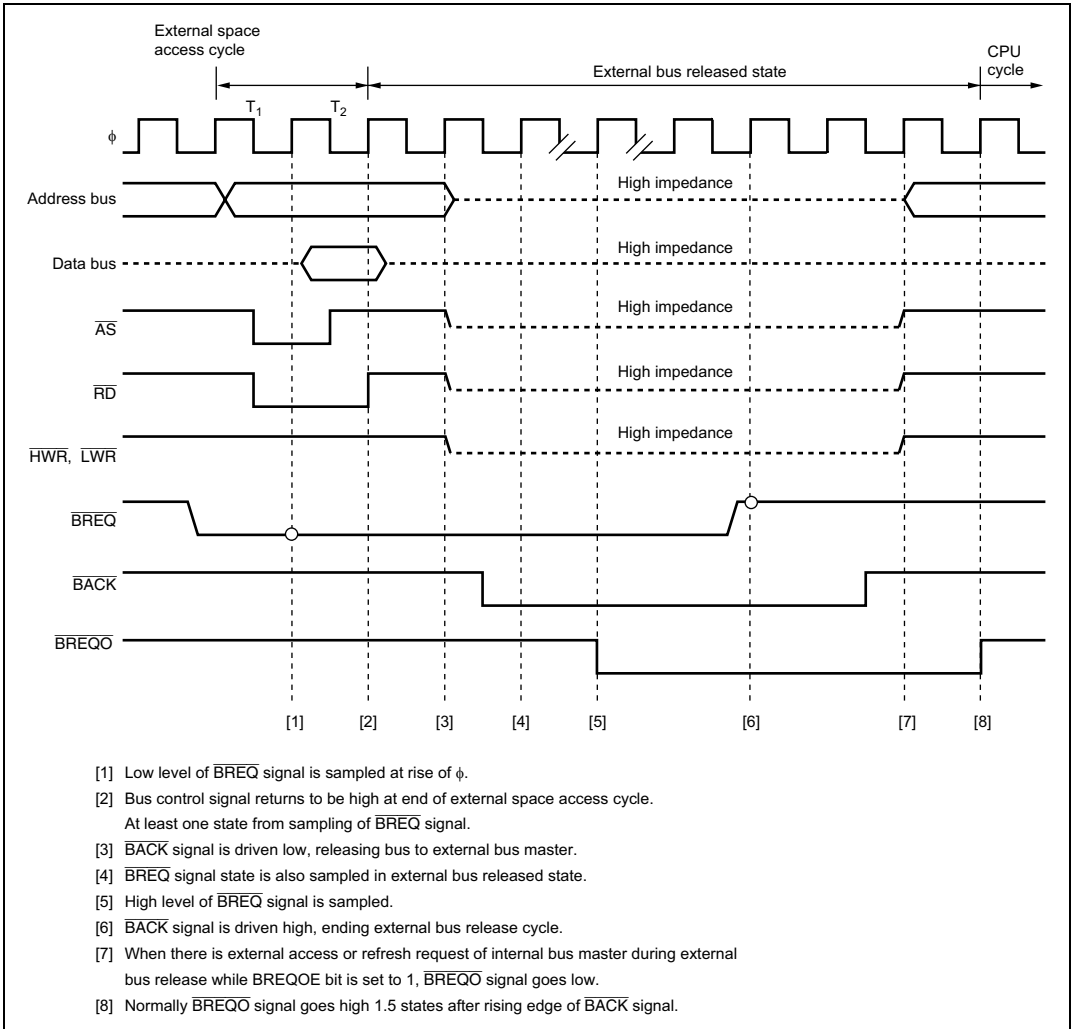 External space
access cycle
External bus released state
CPU
cycle
T1
T2
ϕ
Address bus
High impedance
Data bus
High impedance
AS
High impedance
RD
High impedance
HWR, LWR
High impedance
BREQ
BACK
BREQO
[1] [2] [3] [4] [5] [6] [7] [8]
[1] Low level of BREQ signal is sampled at rise of ϕ.
[2] Bus control signal returns to be high at end of external space access cycle.
At least one state from sampling of BREQ signal.
[3] BACK signal is driven low, releasing bus to external bus master.
[4] BREQ signal state is also sampled in external bus released state.
[5] High level of BREQ signal is sampled.
[6] BACK signal is driven high, ending external bus release cycle.
[7] When there is external access or refresh request of internal bus master during external
bus release while BREQOE bit is set to 1, BREQO signal goes low.
[8] Normally BREQO signal goes high 1.5 states after rising edge of BACK signal.